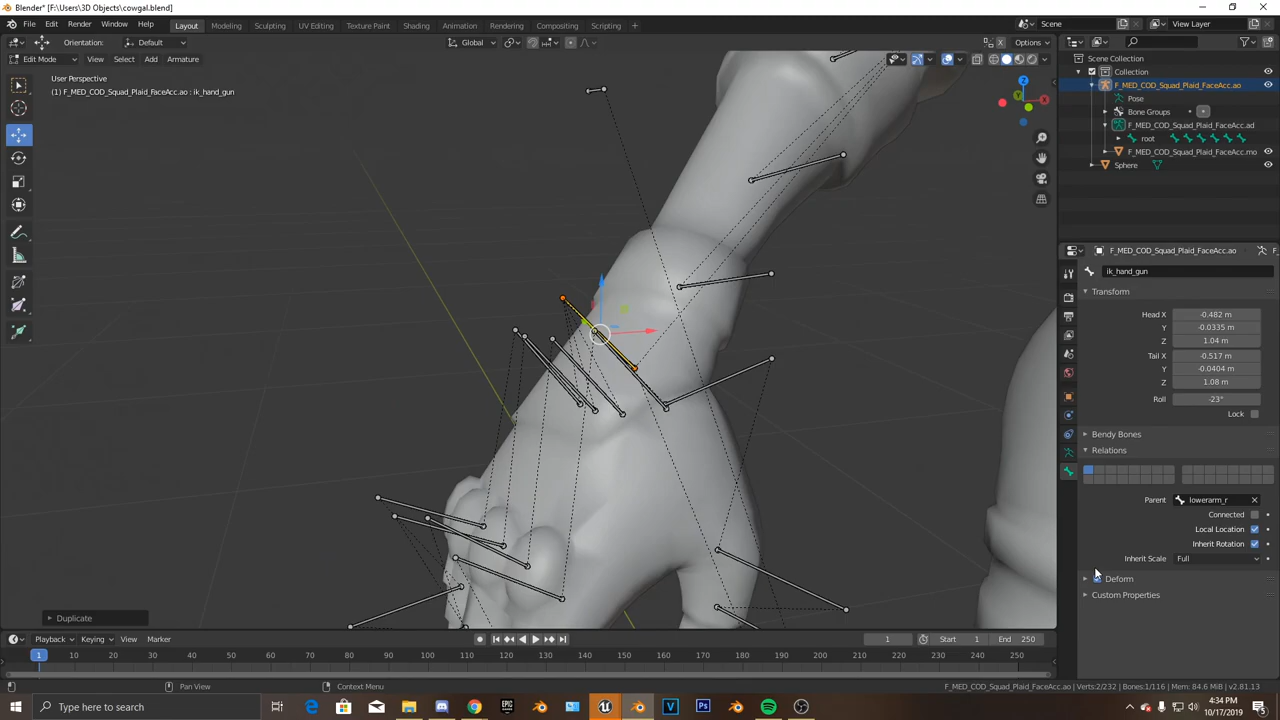 Blender* [F:\Users\3D Objects\cowgal.blend]
File Edit Render Window Help Layout Modeling Sculpting UV Editing Texture Paint Shading Animation Rendering Compositing Scripting + Scene View Layer
Orientation: Default Global Options
Edit Mode View Select Add Armature
User Perspective
(1) F_MED_COD_Squad_Plaid_FaceAcc.ao : ik_hand_gun
Z
Y
X
Duplicate
Scene Collection
Collection
F_MED_COD_Squad_Plaid_FaceAcc.ao
Pose
Bone Groups
F_MED_COD_Squad_Plaid_FaceAcc.ad
root
F_MED_COD_Squad_Plaid_FaceAcc.mo
Sphere
F_MED_COD_Squad_Plaid_FaceAcc.ao F...
ik_hand_gun
Transform
Head X -0.482 m
Y -0.0335 m
Z 1.04 m
Tail X -0.517 m
Y -0.0404 m
Z 1.08 m
Roll -23°
Lock
Bendy Bones
Relations
Parent lowerarm_r
Connected
Local Location
Inherit Rotation
Inherit Scale Full
Deform
Custom Properties
Playback Keying View Marker 1 Start 1 End 250
1 10 20 30 40 50 60 70 80 90 100 110 120 130 140 150 160 170 180 190 200 210 220 230 240 250
Pan View Context Menu F_MED_COD_Squad_Plaid_FaceAcc.ao | Verts:2/232 | Bones:1/116 | Mem: 84.6 MiB | v2.81.13
Type here to search
4:34 PM
10/17/2019